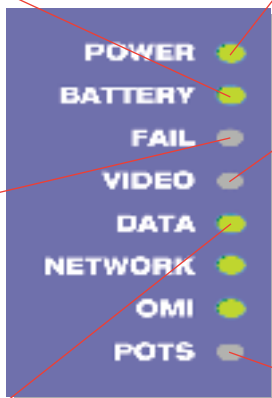 POWER
BATTERY
FAIL
VIDEO
DATA
NETWORK
OMI
POTS